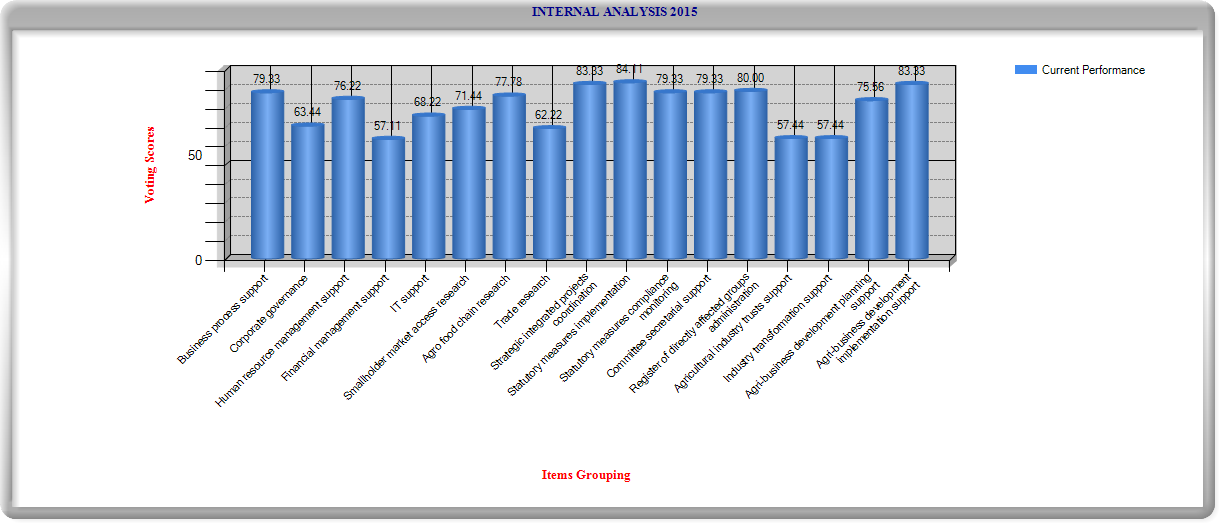 INTERNAL ANALYSIS 2015
Current Performance
Voting Scores
50
0
79.33
63.44
76.22
57.11
68.22
71.44
77.78
62.22
83.33
84.11
79.33
79.33
80.00
57.44
57.44
75.56
83.33
Business process support
Corporate governance
Human resource management support
Financial management support
IT support
Smallholder market access research
Agro food chain research
Trade research
Strategic integrated projects
coordination
Statutory measures implementation
Statutory measures compliance
monitoring
Committee secretarial support
Register of directly affected groups
administration
Agricultural industry trusts support
Industry transformation support
Agri-business development planning
support
Agri-business development
implementation support
Items Grouping